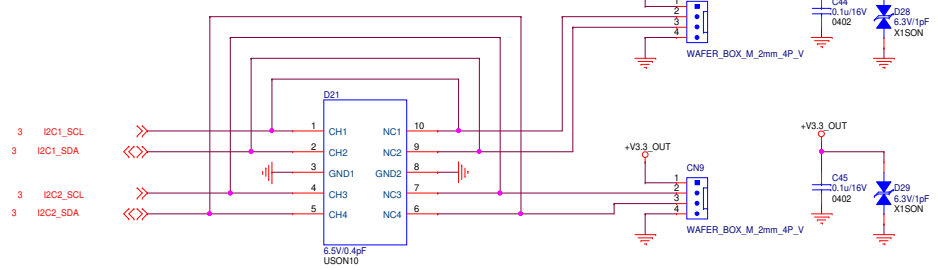 1
2
3
4
WAFER_BOX_M_2mm_4P_V
C44
0.1u/16V
0402
D28
6.3V/1pF
X1SON
D21
3 I2C1_SCL
1 CH1 NC1 10
3 I2C1_SDA
2 CH2 NC2 9
3 GND1 GND2 8
3 I2C2_SCL
4 CH3 NC3 7
3 I2C2_SDA
5 CH4 NC4 6
6.5V/0.4pF
USON10
+V3.3_OUT
CN9
1
2
3
4
WAFER_BOX_M_2mm_4P_V
+V3.3_OUT
C45
0.1u/16V
0402
D29
6.3V/1pF
X1SON